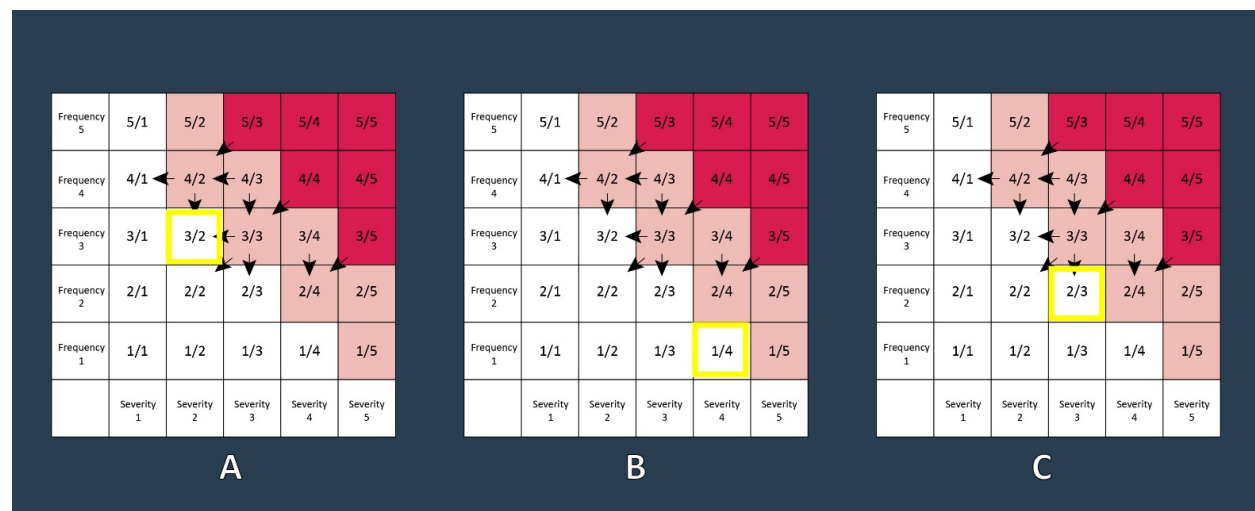 Frequency 5 5/1 5/2 5/3 5/4 5/5
Frequency 4 4/1 4/2 4/3 4/4 4/5
Frequency 3 3/1 3/2 3/3 3/4 3/5
Frequency 2 2/1 2/2 2/3 2/4 2/5
Frequency 1 1/1 1/2 1/3 1/4 1/5
Severity 1 Severity 2 Severity 3 Severity 4 Severity 5
A
Frequency 5 5/1 5/2 5/3 5/4 5/5
Frequency 4 4/1 4/2 4/3 4/4 4/5
Frequency 3 3/1 3/2 3/3 3/4 3/5
Frequency 2 2/1 2/2 2/3 2/4 2/5
Frequency 1 1/1 1/2 1/3 1/4 1/5
Severity 1 Severity 2 Severity 3 Severity 4 Severity 5
B
Frequency 5 5/1 5/2 5/3 5/4 5/5
Frequency 4 4/1 4/2 4/3 4/4 4/5
Frequency 3 3/1 3/2 3/3 3/4 3/5
Frequency 2 2/1 2/2 2/3 2/4 2/5
Frequency 1 1/1 1/2 1/3 1/4 1/5
Severity 1 Severity 2 Severity 3 Severity 4 Severity 5
C